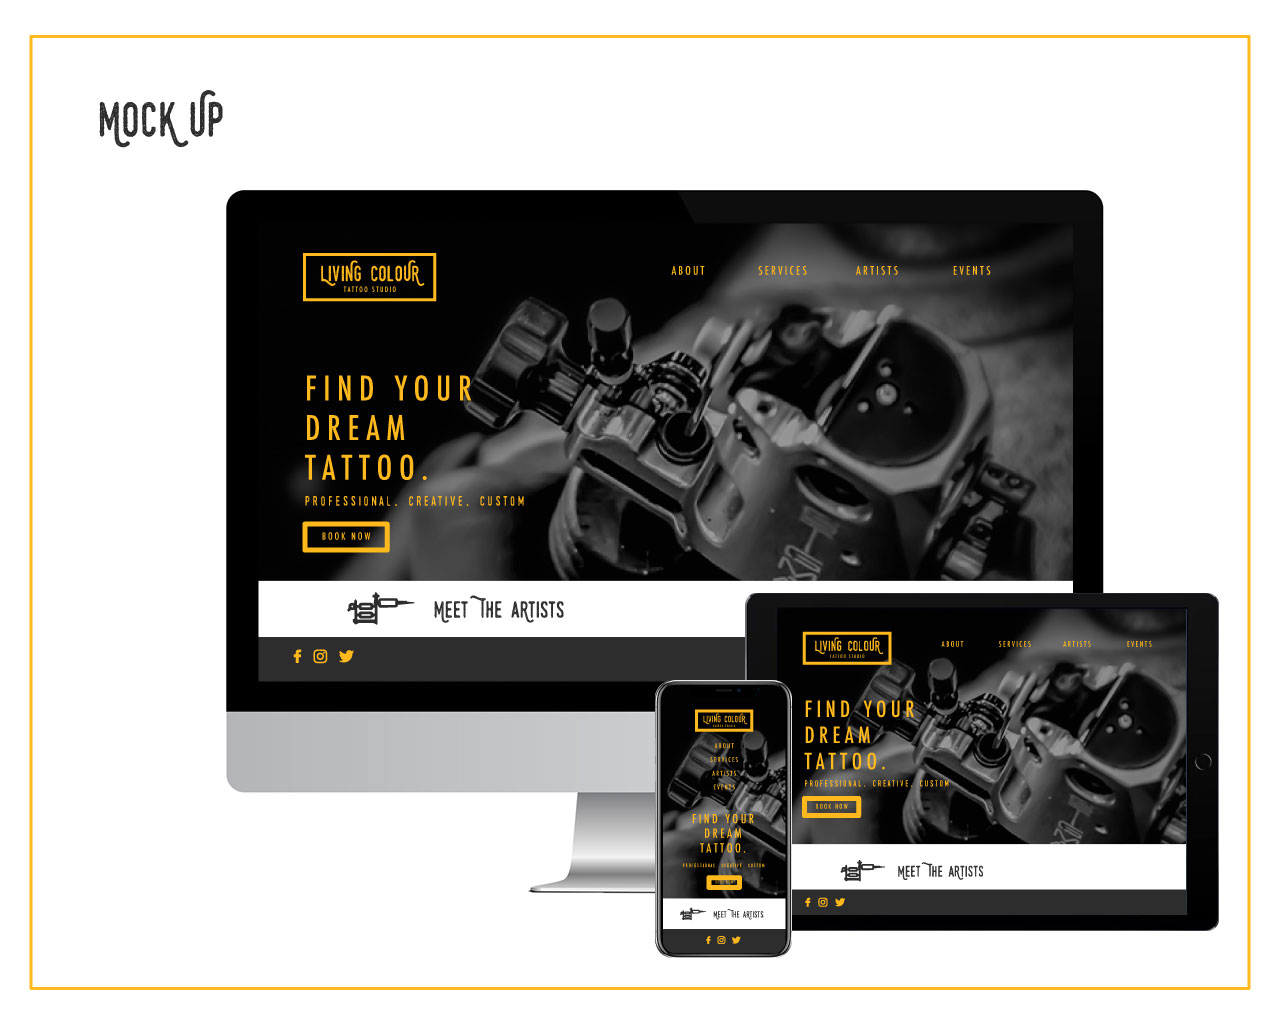 MOCK UP
LIVING COLOUR
TATTOO STUDIO
ABOUT SERVICES ARTISTS EVENTS
FIND YOUR
DREAM
TATTOO.
PROFESSIONAL. CREATIVE. CUSTOM
BOOK NOW
MEET THE ARTISTS
LIVING COLOUR
TATTOO STUDIO
ABOUT SERVICES ARTISTS EVENTS
FIND YOUR
DREAM
TATTOO.
PROFESSIONAL. CREATIVE. CUSTOM
BOOK NOW
MEET THE ARTISTS
LIVING COLOUR
ABOUT
SERVICES
ARTISTS
EVENTS
FIND YOUR
DREAM
TATTOO.
PROFESSIONAL. CREATIVE. CUSTOM
MEET THE ARTISTS